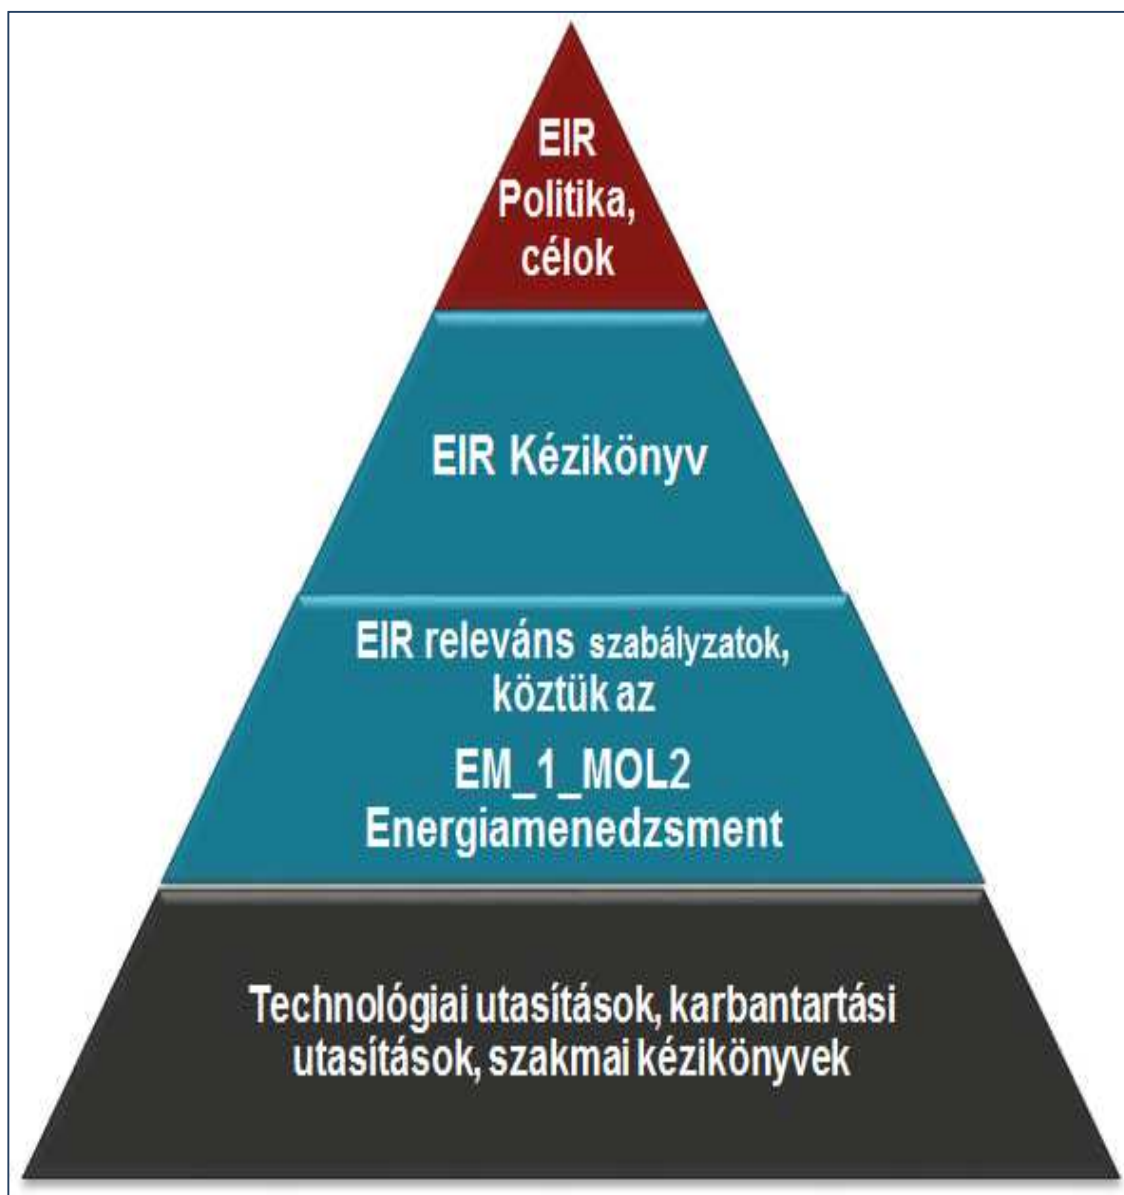 EIR
Politika,
célok
EIR Kézikönyv
EIR releváns szabályzatok,
köztük az
EM_1_MOL2
Energiamenedzsment
Technológiai utasítások, karbantartási
utasítások, szakmai kézikönyvek